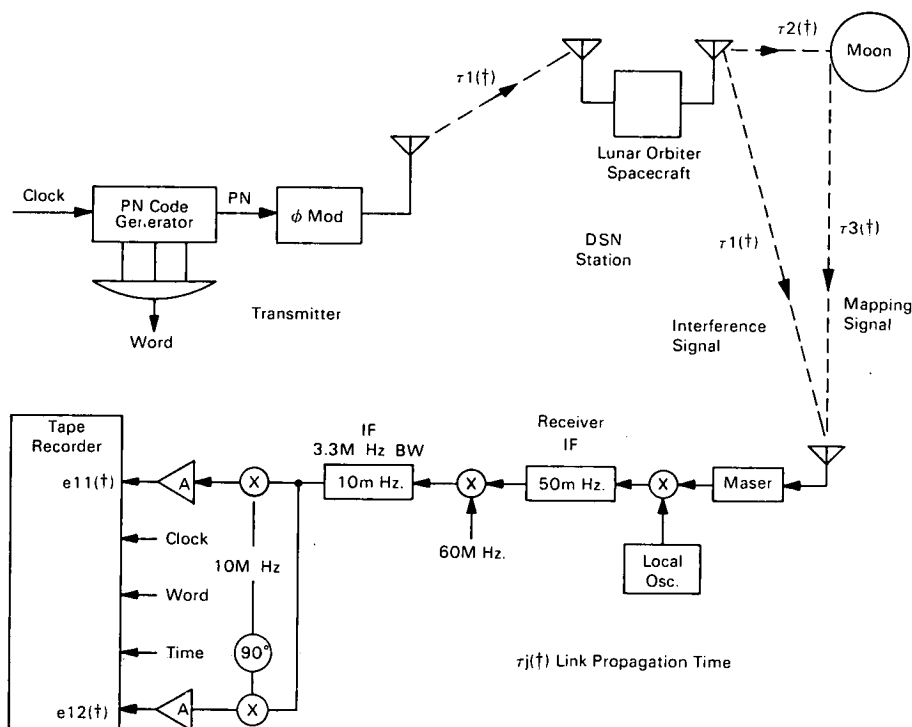 τ2(†)
Moon
τ1(†)
Lunar Orbiter
Spacecraft
Clock
PN Code
Generator
PN
ϕ Mod
DSN
Station
τ1(†)
τ3(†)
Transmitter
Word
Interference
Signal
Mapping
Signal
Tape
Recorder
e11(†)
A
X
IF
3.3M Hz BW
10m Hz.
X
60M Hz.
Receiver
IF
50m Hz.
X
Local
Osc.
Maser
Clock
10M Hz
Word
Time
90°
e12(†)
A
X
τj(†) Link Propagation Time